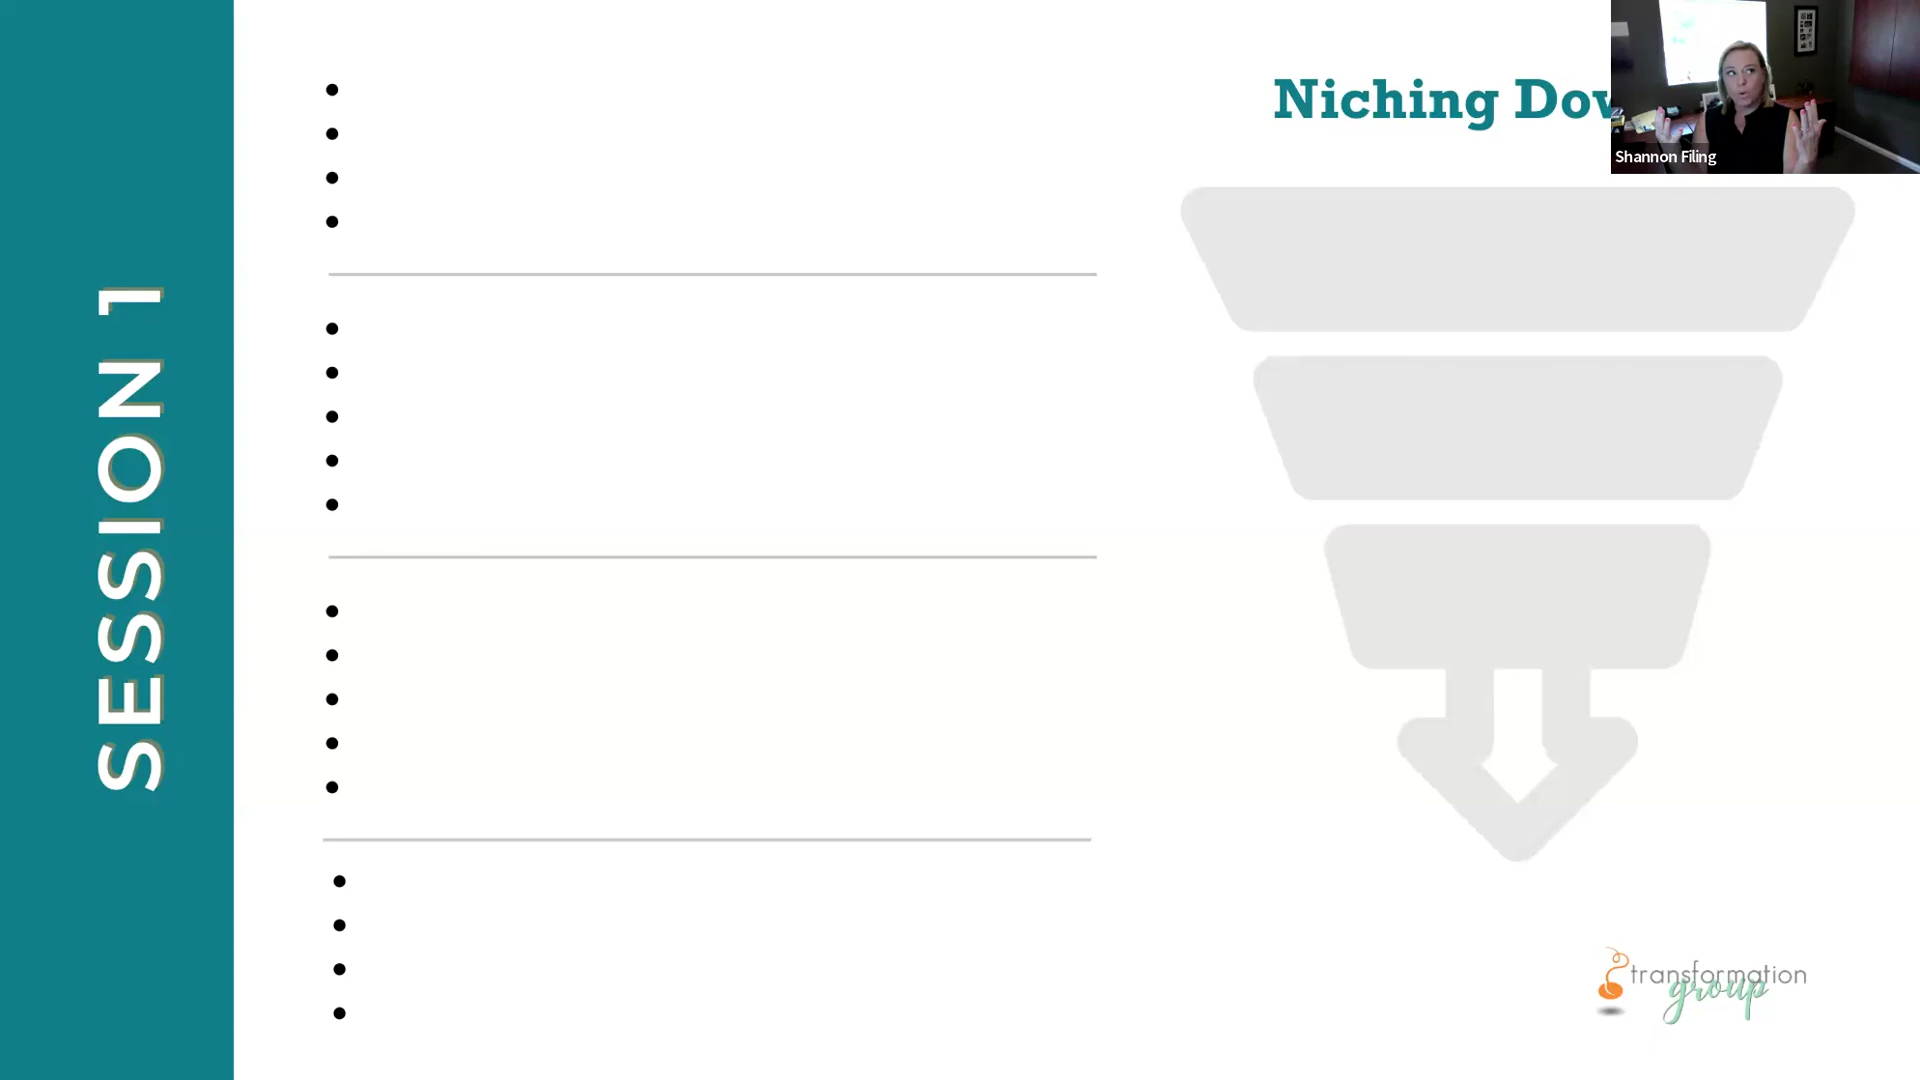 SESSION 1
Niching Dov
Shannon Filing
transformation
group